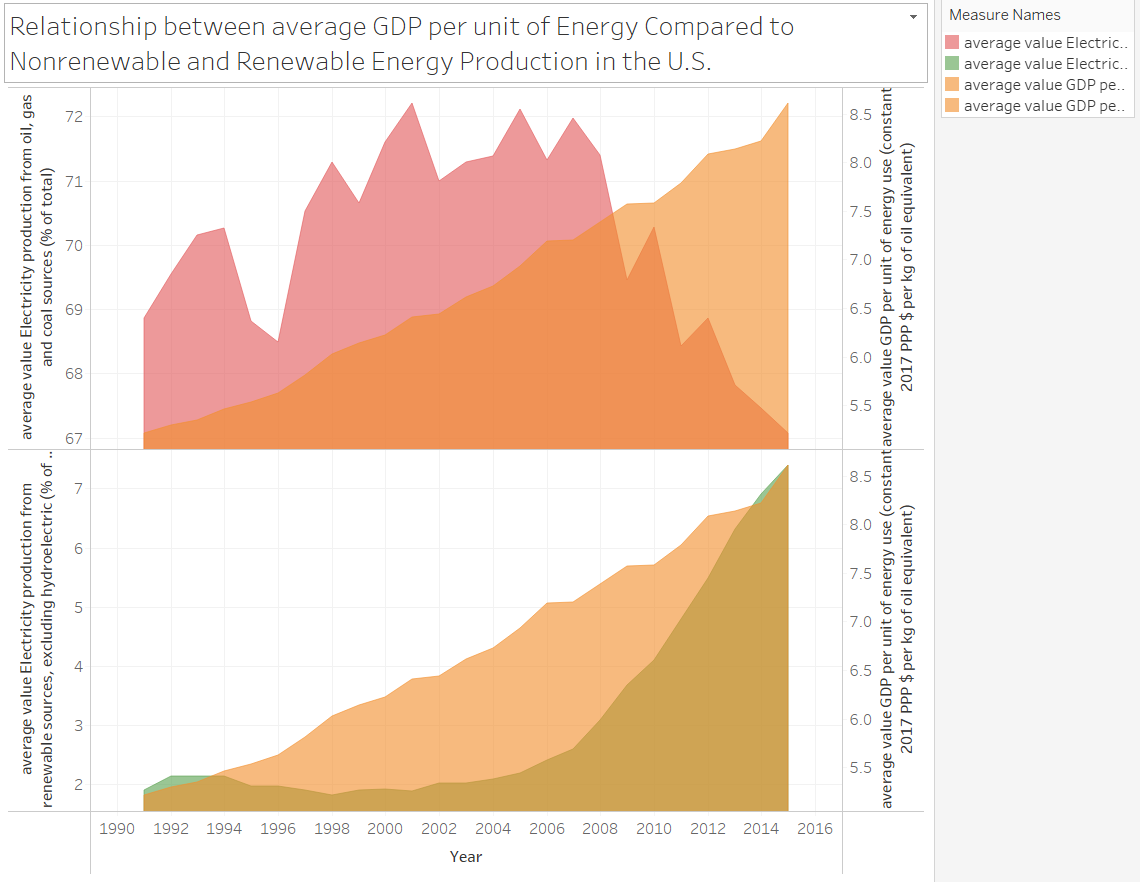 Relationship between average GDP per unit of Energy Compared to
Nonrenewable and Renewable Energy Production in the U.S.
Measure Names
average value Electric..
average value Electric..
average value GDP pe..
average value GDP pe..
average value Electricity production from oil, gas
and coal sources (% of total)
72
71
70
69
68
67
8.5
8.0
7.5
7.0
6.5
6.0
5.5
average value GDP per unit of energy use (constant
2017 PPP $ per kg of oil equivalent)
average value Electricity production from
renewable sources, excluding hydroelectric (% of ..
7
6
5
4
3
2
8.5
8.0
7.5
7.0
6.5
6.0
5.5
average value GDP per unit of energy use (constant
2017 PPP $ per kg of oil equivalent)
1990 1992 1994 1996 1998 2000 2002 2004 2006 2008 2010 2012 2014 2016
Year